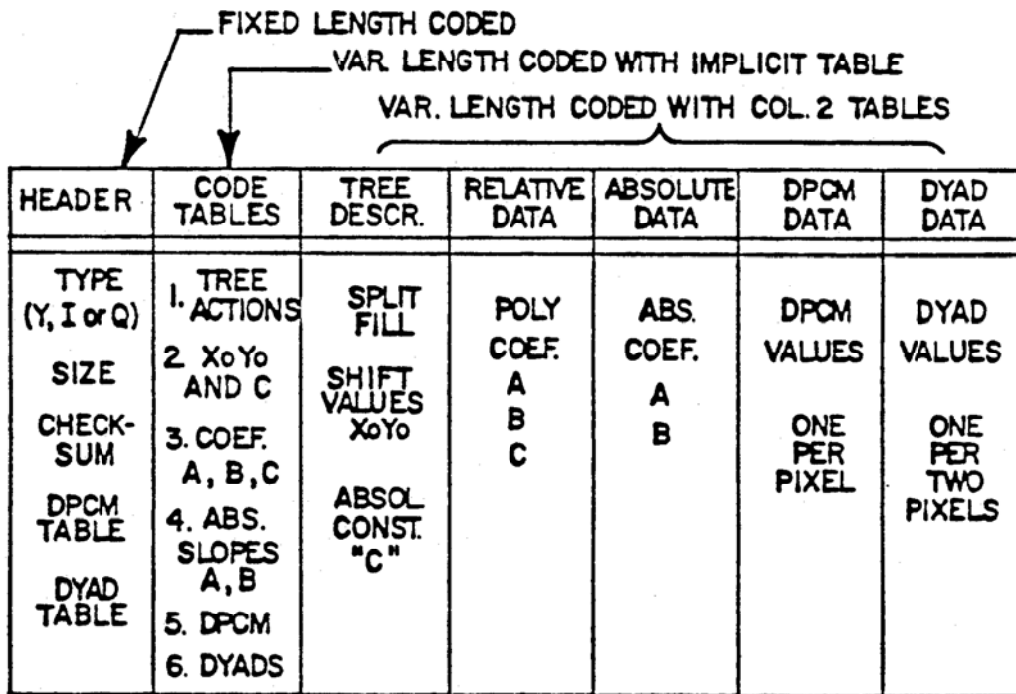 FIXED LENGTH CODED
VAR. LENGTH CODED WITH IMPLICIT TABLE
VAR. LENGTH CODED WITH COL. 2 TABLES
HEADER
TYPE
(Y, I or Q)
SIZE
CHECK-
SUM
DPCM
TABLE
DYAD
TABLE
CODE
TABLES
1. TREE
ACTIONS
2 XoYo
AND C
3. COEF.
A, B, C
4. ABS.
SLOPES
A, B
5. DPCM
6. DYADS
TREE
DESCR.
SPLIT
FILL
SHIFT
VALUES
XoYo
ABSOL
CONST.
"C"
RELATIVE
DATA
POLY
COEF.
A
B
C
ABSOLUTE
DATA
ABS.
COEF.
A
B
DPCM
DATA
DPCM
VALUES
ONE
PER
PIXEL
DYAD
DATA
DYAD
VALUES
ONE
PER
TWO
PIXELS